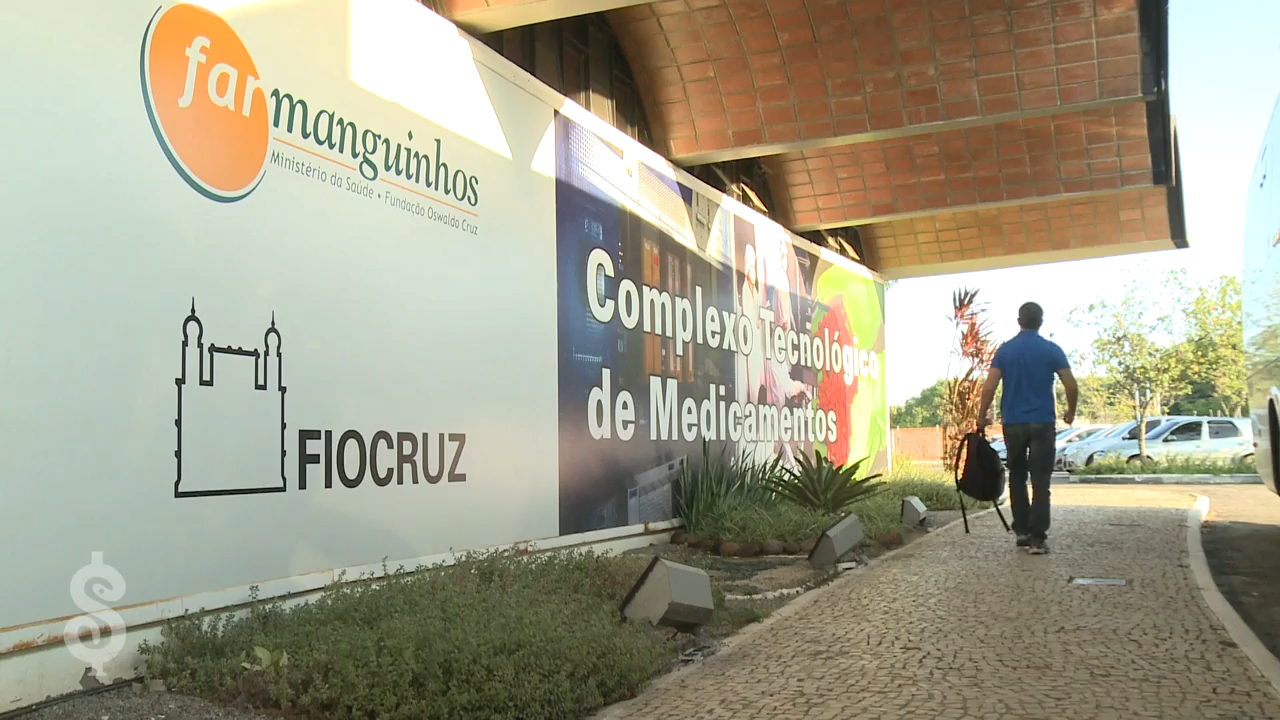 farmanguinhos
Ministério da Saúde • Fundação Oswaldo Cruz
FIOCRUZ
Complexo Tecnológico
de Medicamentos
$